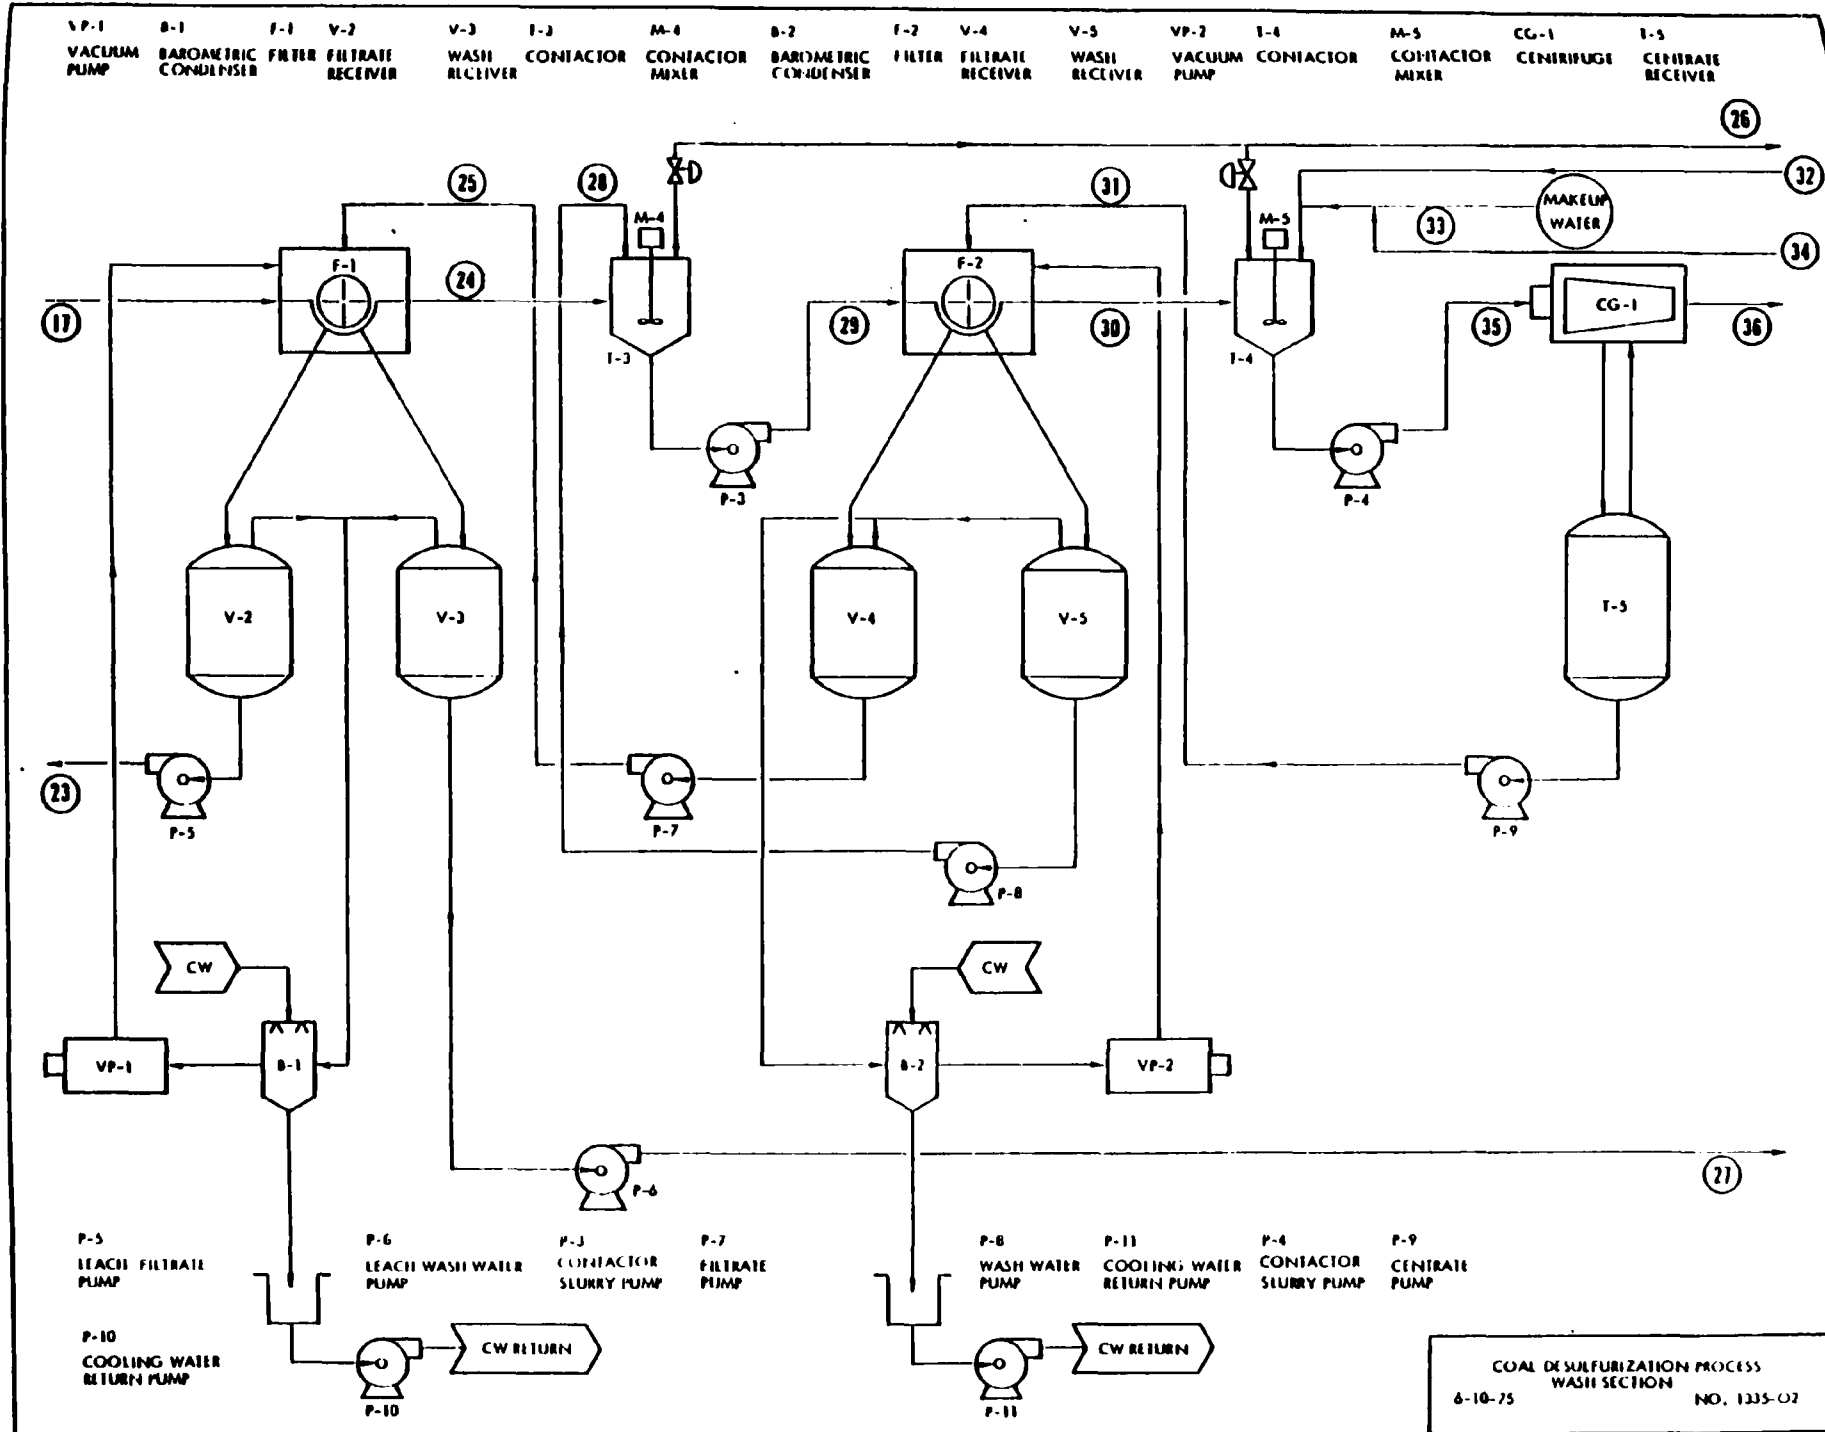 VP-1 B-1 F-1 V-2 V-3 T-3 M-4 B-2 F-2 V-4 V-5 VP-2 T-4 M-5 CG-1 T-5
VACUUM PUMP
BAROMETRIC CONDENSER
FILTER
FILTRATE RECEIVER
WASH RECEIVER
CONTACTOR
CONTACTOR MIXER
BAROMETRIC CONDENSER
FILTER
FILTRATE RECEIVER
WASH RECEIVER
VACUUM PUMP
CONTACTOR
CONTACTOR MIXER
CENTRIFUGE
CENTRATE RECEIVER
26
25
28
31
32
M-4
M-5
MAKEUP
WATER
33
34
F-1
24
F-2
CG-1
17
29
30
35
36
T-3
T-4
P-3
P-4
V-2
V-3
V-4
V-5
T-5
23
P-5
P-7
P-9
P-8
CW
CW
VP-1
B-1
B-2
VP-2
P-6
27
P-5
LEACH FILTRATE
PUMP
P-6
LEACH WASH WATER
PUMP
P-3
CONTACTOR
SLURRY PUMP
P-7
FILTRATE
PUMP
P-8
WASH WATER
PUMP
P-11
COOLING WATER
RETURN PUMP
P-4
CONTACTOR
SLURRY PUMP
P-9
CENTRATE
PUMP
P-10
COOLING WATER
RETURN PUMP
CW RETURN
CW RETURN
P-10
P-11
COAL DESULFURIZATION PROCESS
WASH SECTION
6-10-75 NO. 1335-02